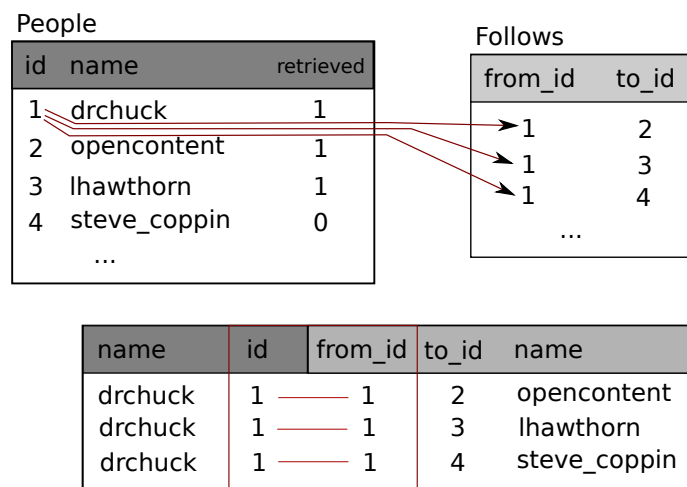 People
id name retrieved
1 drchuck 1
2 opencontent 1
3 lhawthorn 1
4 steve_coppin 0
...
Follows
from_id to_id
1 2
1 3
1 4
...
name id from_id to_id name
drchuck 1 1 2 opencontent
drchuck 1 1 3 lhawthorn
drchuck 1 1 4 steve_coppin